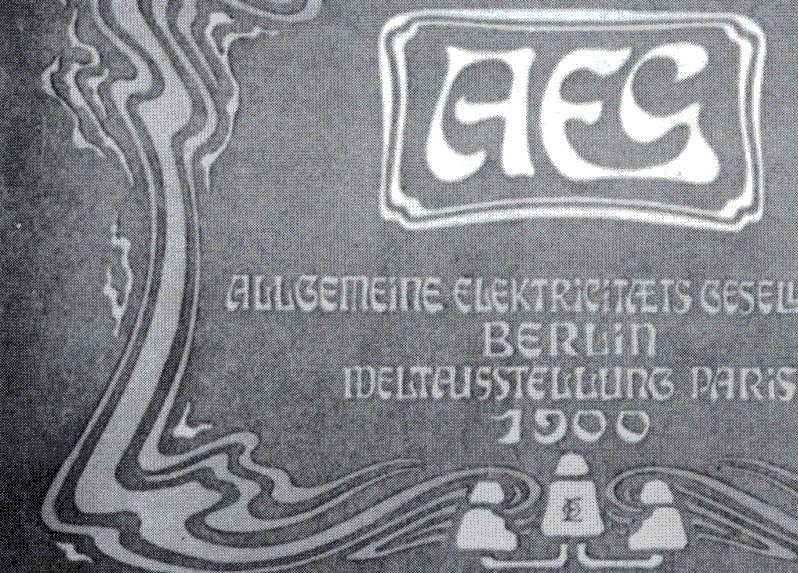 AEG
ALLGEMEINE ELEKTRICITÆTS GESELL
BERLIN
WELTAUSSTELLUNG PARIS
1900